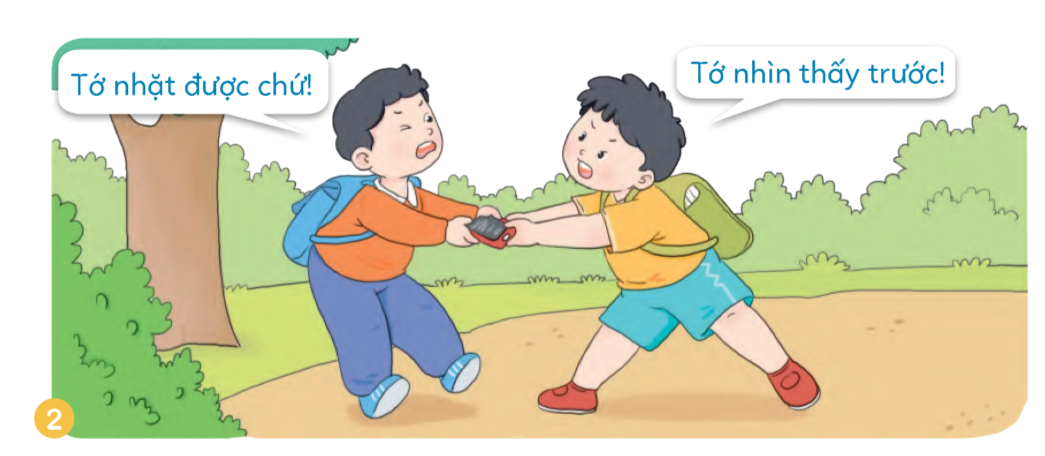 Tớ nhặt được chứ!
Tớ nhìn thấy trước!
2